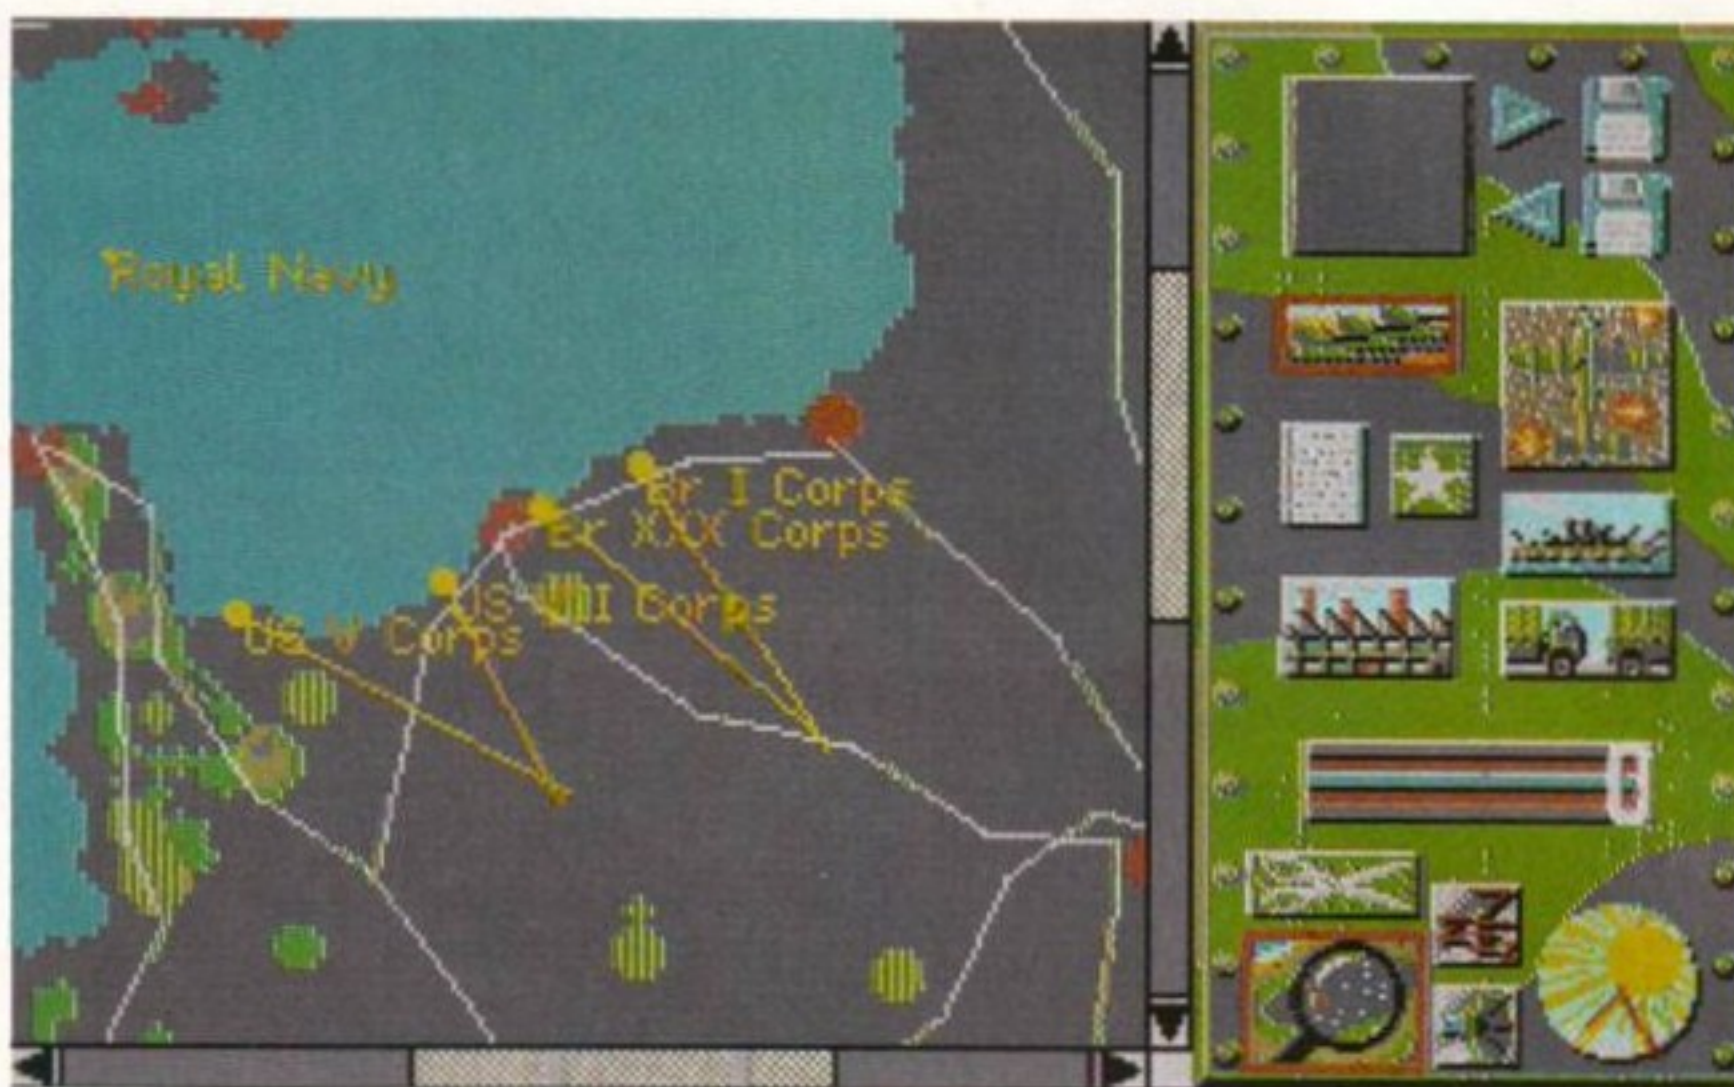 Royal Navy
Br I Corps
Br XXX Corps
US VII Corps
US V Corps